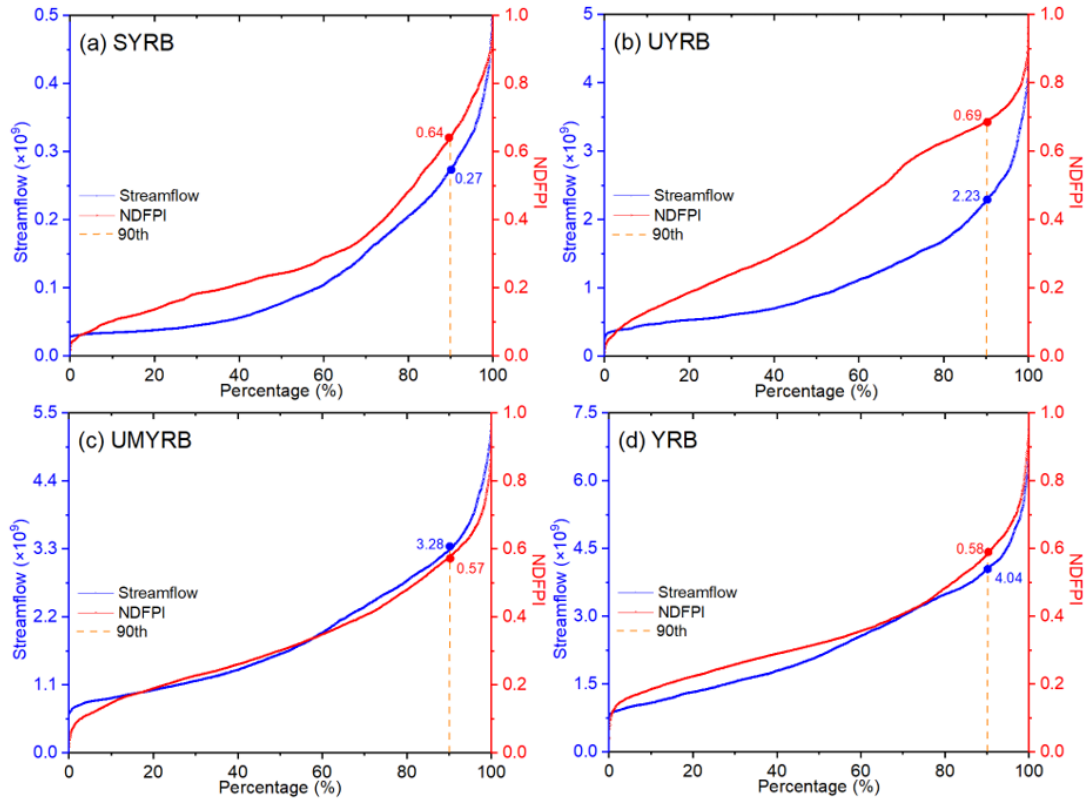 (a) SYRB
0.5
0.4
0.3
0.2
0.1
0.0
Streamflow (×10⁹)
1.0
0.8
0.6
0.4
0.2
0.0
NDFPI
0.64
0.27
Streamflow
NDFPI
90th
0 20 40 60 80 100
Percentage (%)
(b) UYRB
5
4
3
2
1
0
Streamflow (×10⁹)
1.0
0.8
0.6
0.4
0.2
0.0
NDFPI
0.69
2.23
Streamflow
NDFPI
90th
0 20 40 60 80 100
Percentage (%)
(c) UMYRB
5.5
4.4
3.3
2.2
1.1
0.0
Streamflow (×10⁹)
1.0
0.8
0.6
0.4
0.2
0.0
NDFPI
3.28
0.57
Streamflow
NDFPI
90th
0 20 40 60 80 100
Percentage (%)
(d) YRB
7.5
6.0
4.5
3.0
1.5
0.0
Streamflow (×10⁹)
1.0
0.8
0.6
0.4
0.2
0.0
NDFPI
0.58
4.04
Streamflow
NDFPI
90th
0 20 40 60 80 100
Percentage (%)